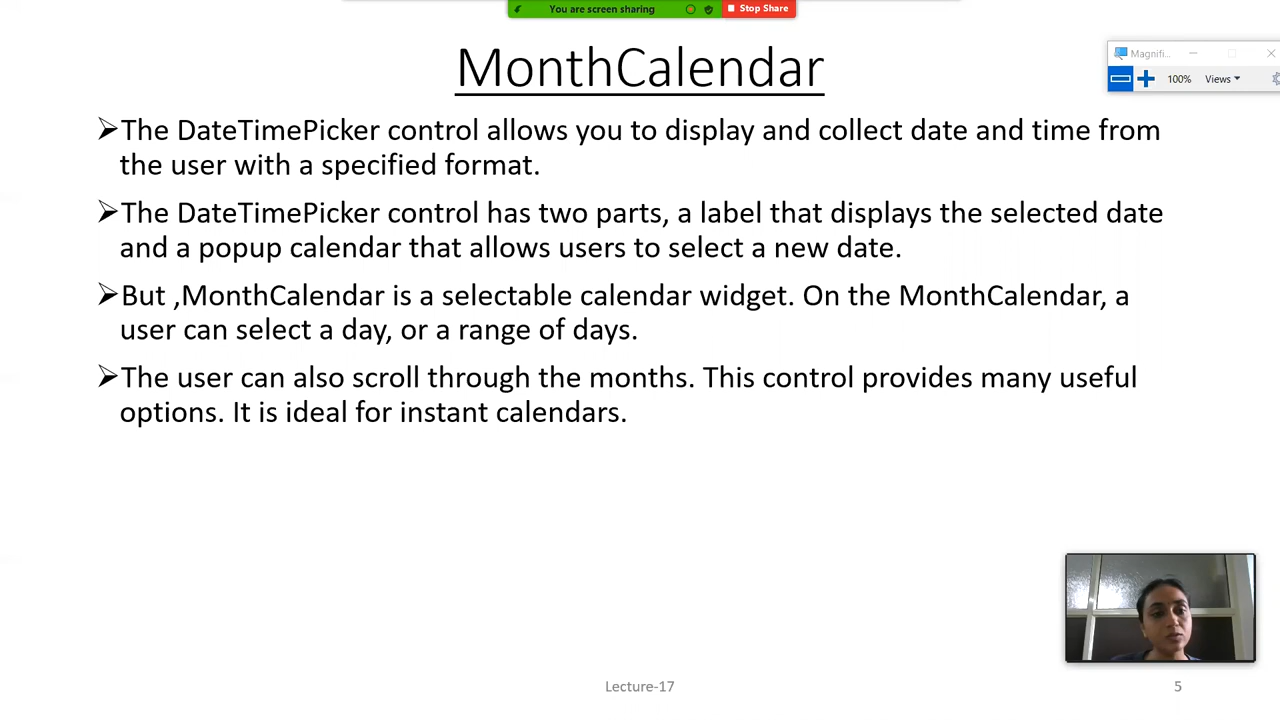 You are screen sharing
Stop Share
MonthCalendar
Magnifi...
100% Views
➢The DateTimePicker control allows you to display and collect date and time from
the user with a specified format.
➢The DateTimePicker control has two parts, a label that displays the selected date
and a popup calendar that allows users to select a new date.
➢But ,MonthCalendar is a selectable calendar widget. On the MonthCalendar, a
user can select a day, or a range of days.
➢The user can also scroll through the months. This control provides many useful
options. It is ideal for instant calendars.
Lecture-17
5